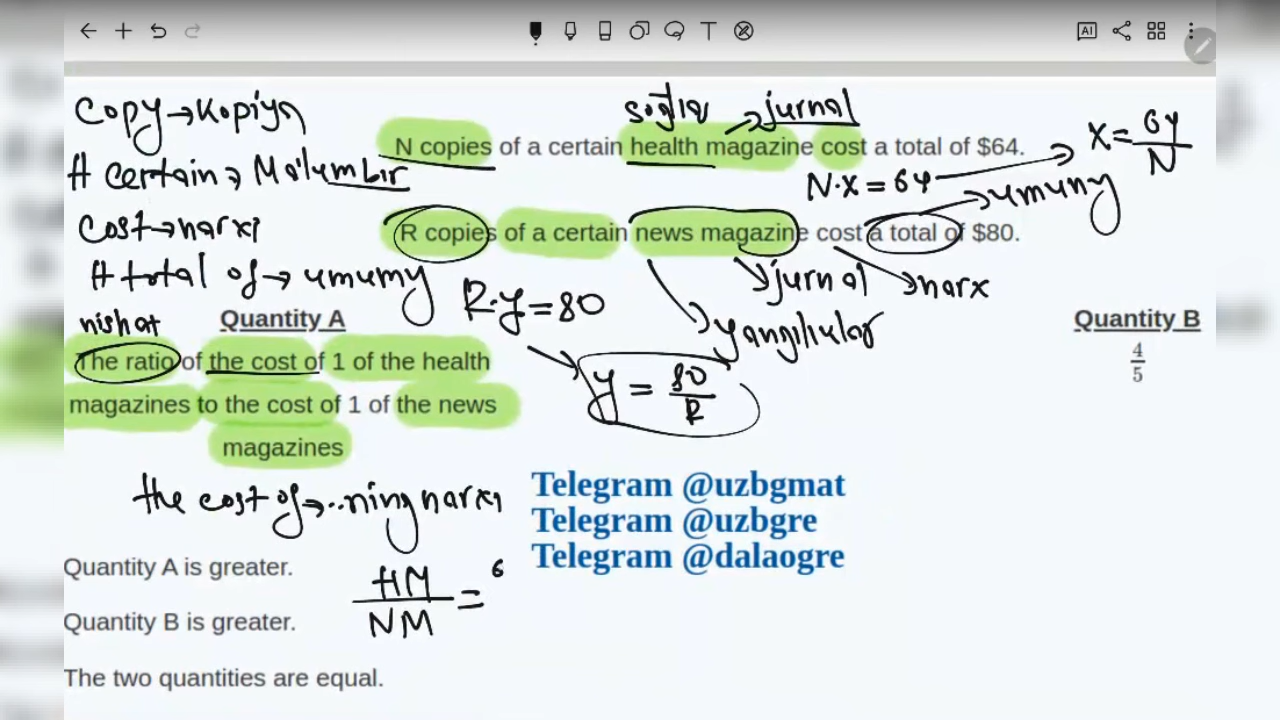 Copy→Kopiya
sog'liq → jurnal
N copies of a certain health magazine cost a total of $64.
X = 64/N
A certain → Ma'lum bir
N·X = 64
→ umumy
Cost → narxi
R copies of a certain news magazine cost a total of $80.
A total of → umumy
R·y = 80
jurnal
narx
nisbat
Quantity A
yangiliklar
Quantity B
The ratio of the cost of 1 of the health
magazines to the cost of 1 of the news
magazines
4/5
y = 80/R
the cost of → ..ning narxi
Telegram @uzbgmat
Telegram @uzbgre
Telegram @dalaogre
Quantity A is greater.
HM/NM = 6
Quantity B is greater.
The two quantities are equal.